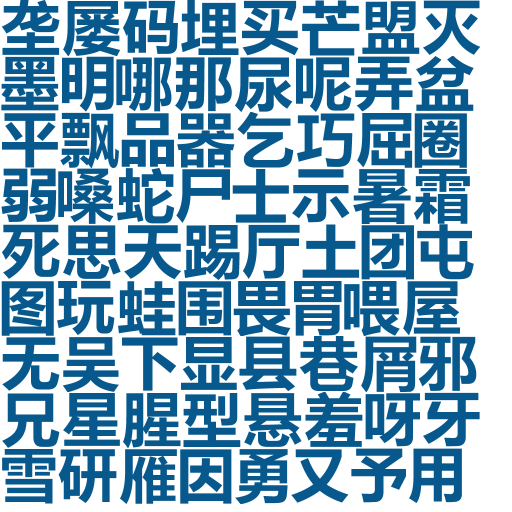 垄屡码埋买芒盟灭
墨明哪那尿呢弄盆
平飘品器乞巧屈圈
弱嗓蛇尸士示暑霜
死思天踢厅土团屯
图玩蛙围畏胃喂屋
无吴下显县巷屑邪
兄星腥型悬羞呀牙
雪研雁因勇又予用